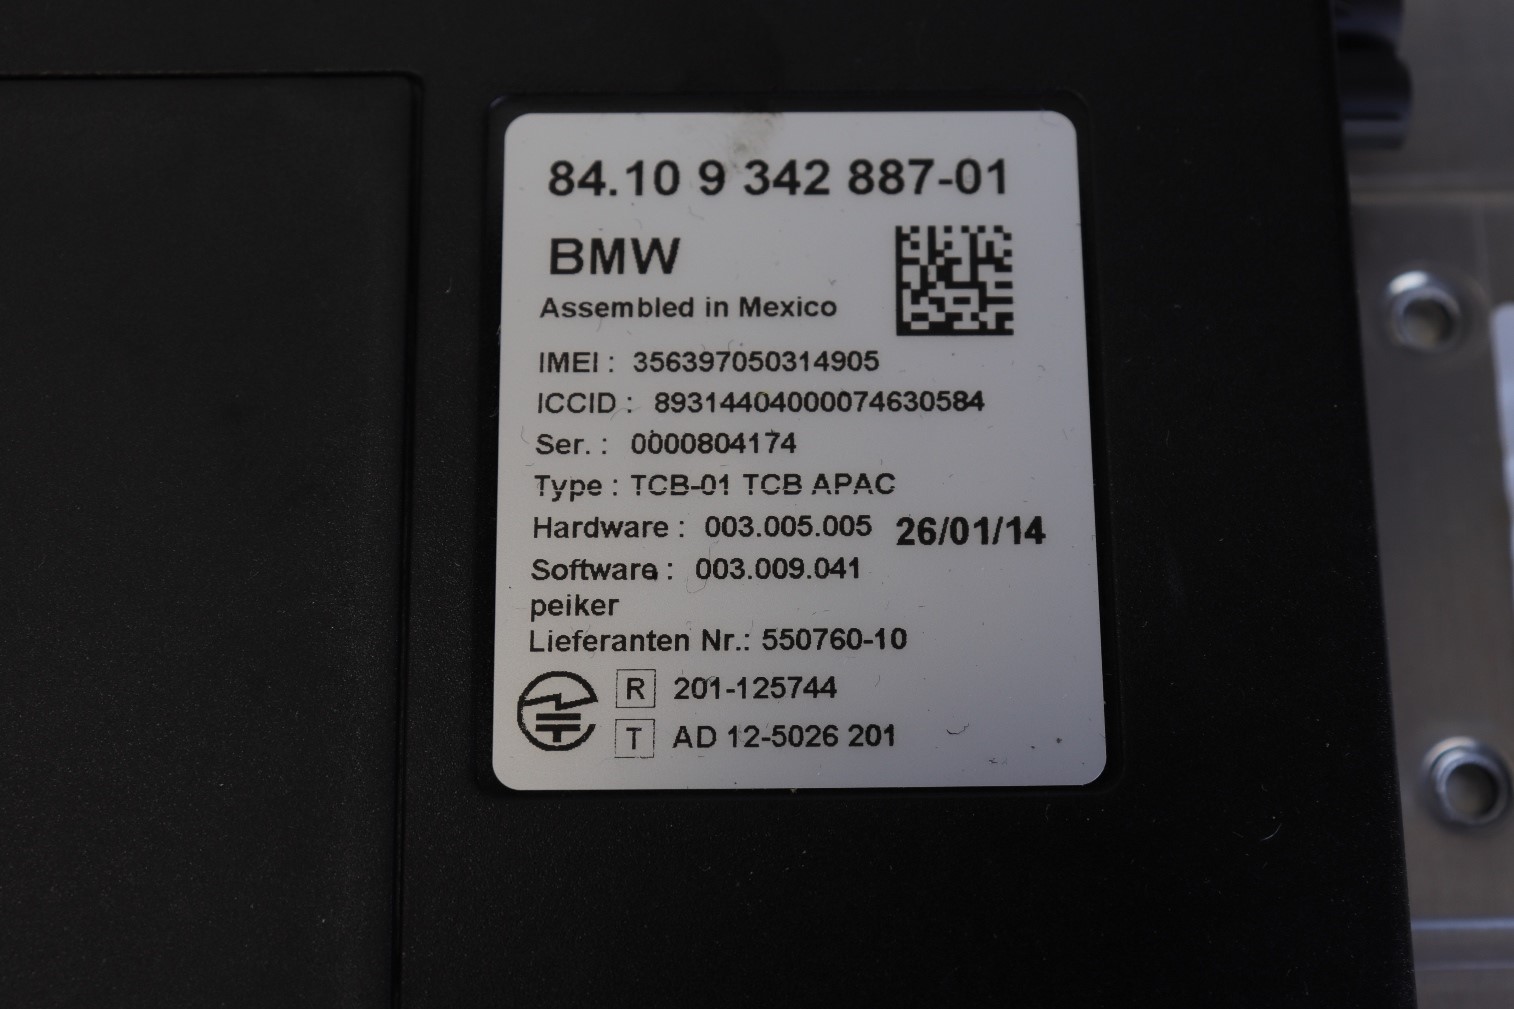 84.10 9 342 887-01
BMW
Assembled in Mexico
IMEI : 356397050314905
ICCID : 89314404000074630584
Ser. : 0000804174
Type : TCB-01 TCB APAC
Hardware : 003.005.005 26/01/14
Software : 003.009.041
peiker
Lieferanten Nr.: 550760-10
R 201-125744
T AD 12-5026 201